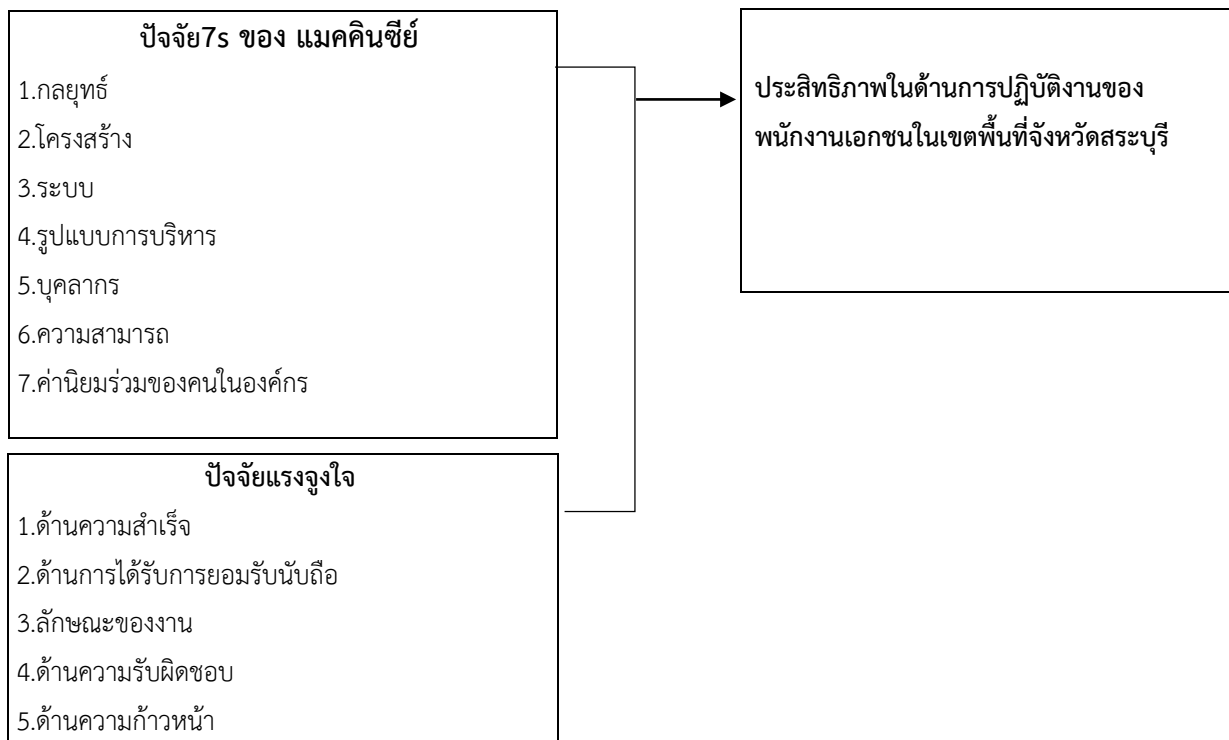 ปัจจัย7s ของ แมคคินซีย์
1.กลยุทธ์
2.โครงสร้าง
3.ระบบ
4.รูปแบบการบริหาร
5.บุคลากร
6.ความสามารถ
7.ค่านิยมร่วมของคนในองค์กร
ประสิทธิภาพในด้านการปฏิบัติงานของ
พนักงานเอกชนในเขตพื้นที่จังหวัดสระบุรี
ปัจจัยแรงจูงใจ
1.ด้านความสำเร็จ
2.ด้านการได้รับการยอมรับนับถือ
3.ลักษณะของงาน
4.ด้านความรับผิดชอบ
5.ด้านความก้าวหน้า